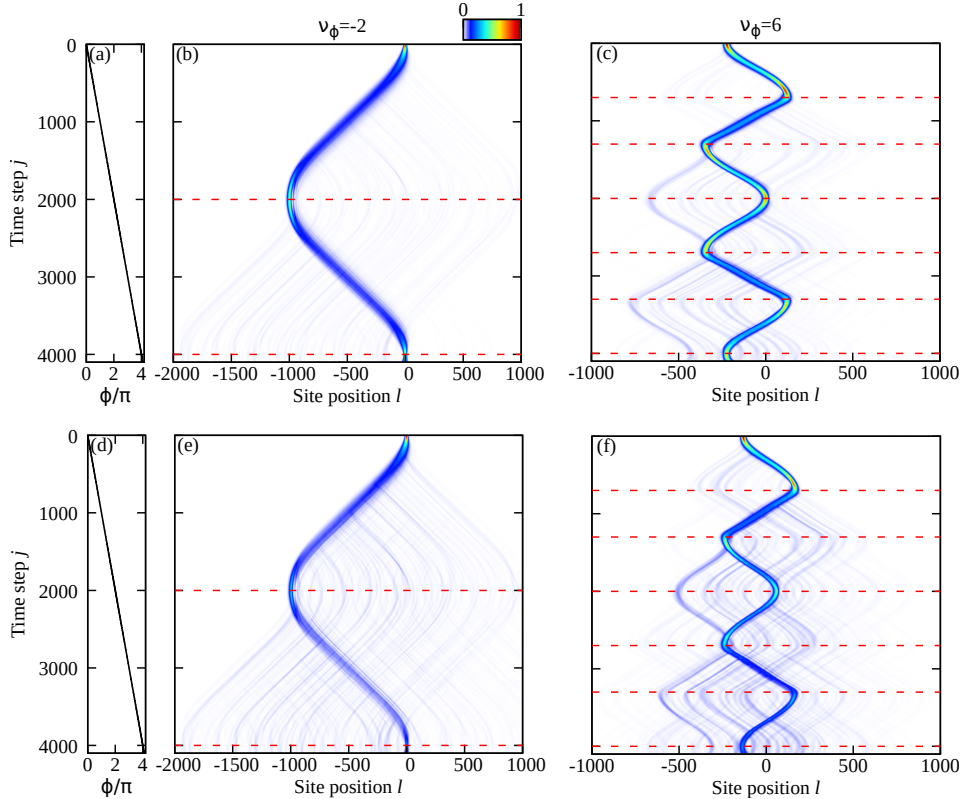 0 1
ν_ϕ=-2
ν_ϕ=6
(a) (b) (c)
Time step j
0
1000
2000
3000
4000
0 2 4
ϕ/π
-2000 -1500 -1000 -500 0 500 1000
Site position l
-1000 -500 0 500 1000
Site position l
(d) (e) (f)
Time step j
0
1000
2000
3000
4000
0 2 4
ϕ/π
-2000 -1500 -1000 -500 0 500 1000
Site position l
-1000 -500 0 500 1000
Site position l